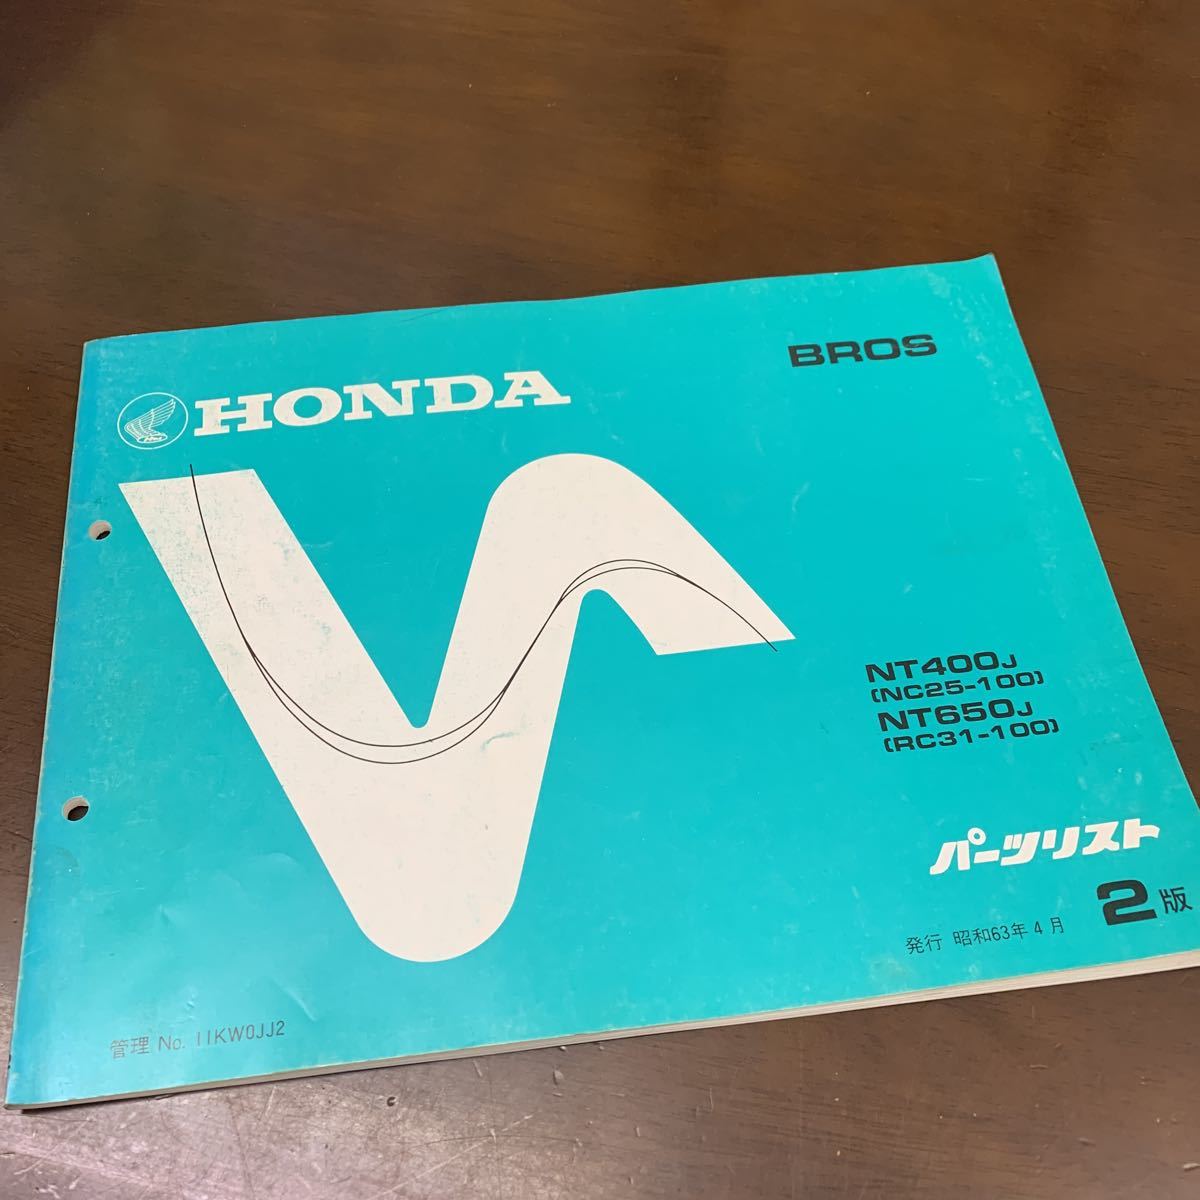 HONDA
BROS
NT400J
(NC25-100)
NT650J
(RC31-100)
パーツリスト
2版
発行 昭和63年4月
管理 No. 11KW0JJ2